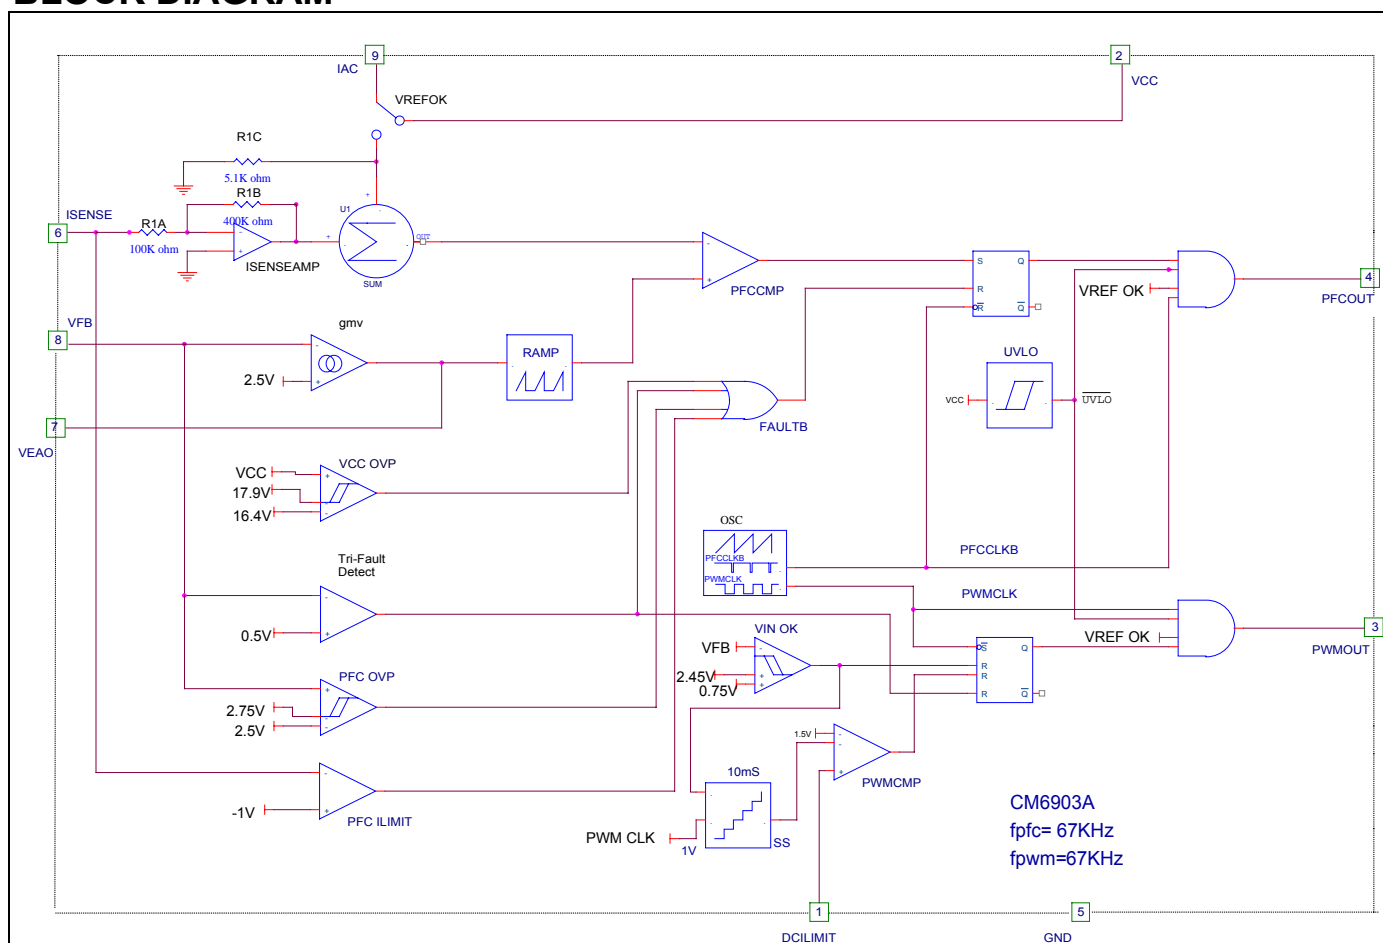 BLOCK DIAGRAM
9
IAC
2
VCC
VREFOK
R1C
5.1K ohm
R1B
400K ohm
ISENSE
6
R1A
100K ohm
ISENSEAMP
U1
SUM
OUT
PFCCMP
S Q
R
R Q
VREF OK
4
PFCOUT
VFB
8
gmv
2.5V
RAMP
UVLO
VCC
UVLO
7
VEAO
FAULTB
VCC OVP
VCC
17.9V
16.4V
OSC
PFCCLKB
PWMCLK
PFCCLKB
PWMCLK
Tri-Fault
Detect
0.5V
VIN OK
VFB
2.45V
0.75V
S Q
R
R
R Q
VREF OK
3
PWMOUT
PFC OVP
2.75V
2.5V
1.5V
PWMCMP
10mS
PWM CLK
1V
SS
-1V
PFC ILIMIT
CM6903A
fpfc= 67KHz
fpwm=67KHz
1
DCILIMIT
5
GND